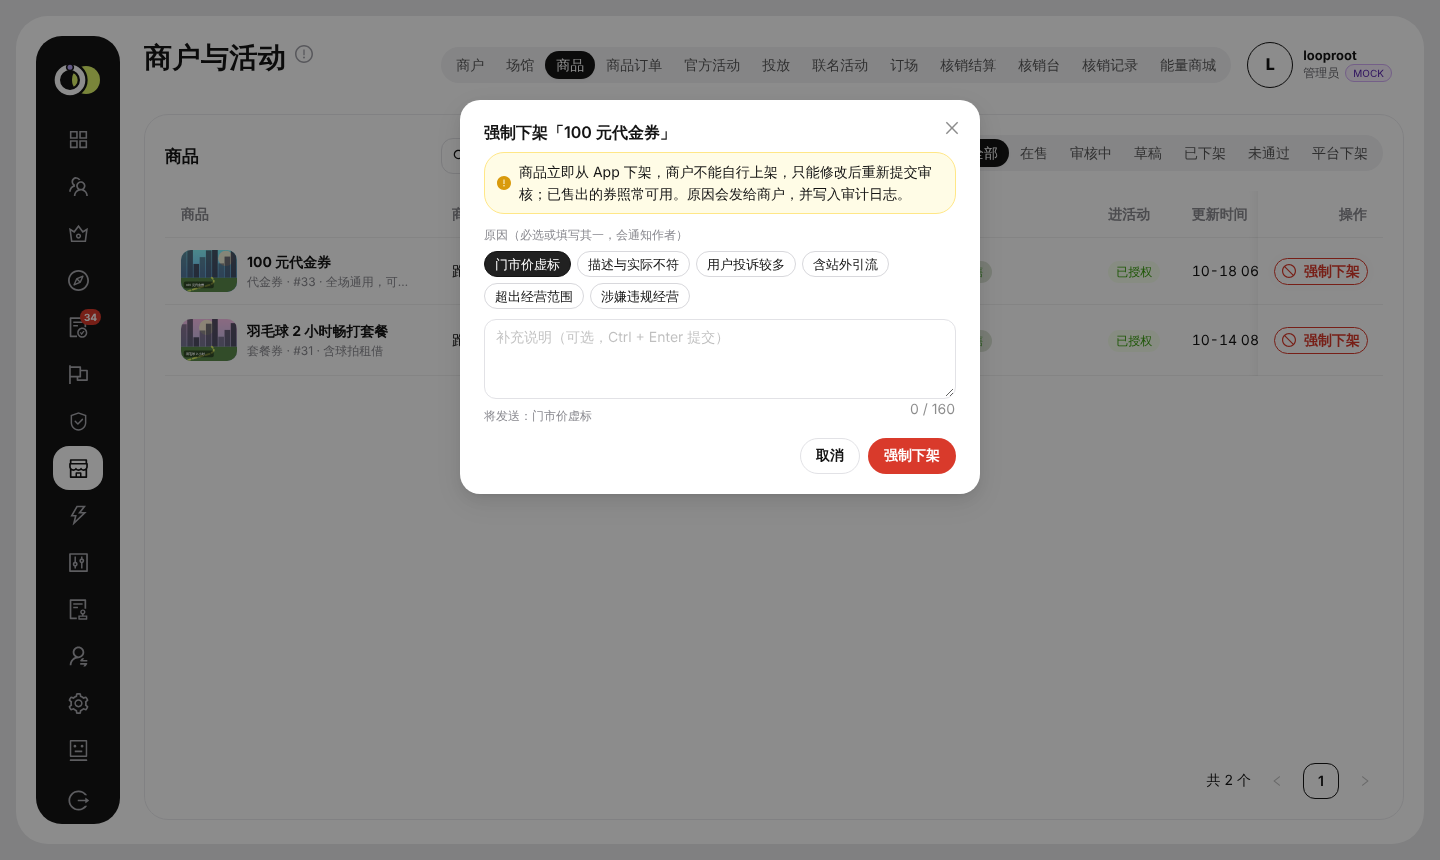 商户与活动
商户 场馆 商品 商品订单 官方活动 投放 联名活动 订场 核销结算 核销台 核销记录 能量商城
L
looproot
管理员 MOCK
34
商品
部 在售 审核中 草稿 已下架 未通过 平台下架
商品 进活动 更新时间 操作
100 元代金券
代金券 · #33 · 全场通用，可...
已授权 10-18 06 强制下架
羽毛球 2 小时畅打套餐
套餐券 · #31 · 含球拍租借
已授权 10-14 08 强制下架
强制下架「100 元代金券」
商品立即从 App 下架，商户不能自行上架，只能修改后重新提交审
核；已售出的券照常可用。原因会发给商户，并写入审计日志。
原因（必选或填写其一，会通知作者）
门市价虚标 描述与实际不符 用户投诉较多 含站外引流
超出经营范围 涉嫌违规经营
补充说明（可选，Ctrl + Enter 提交）
0 / 160
将发送：门市价虚标
取消 强制下架
共 2 个 1